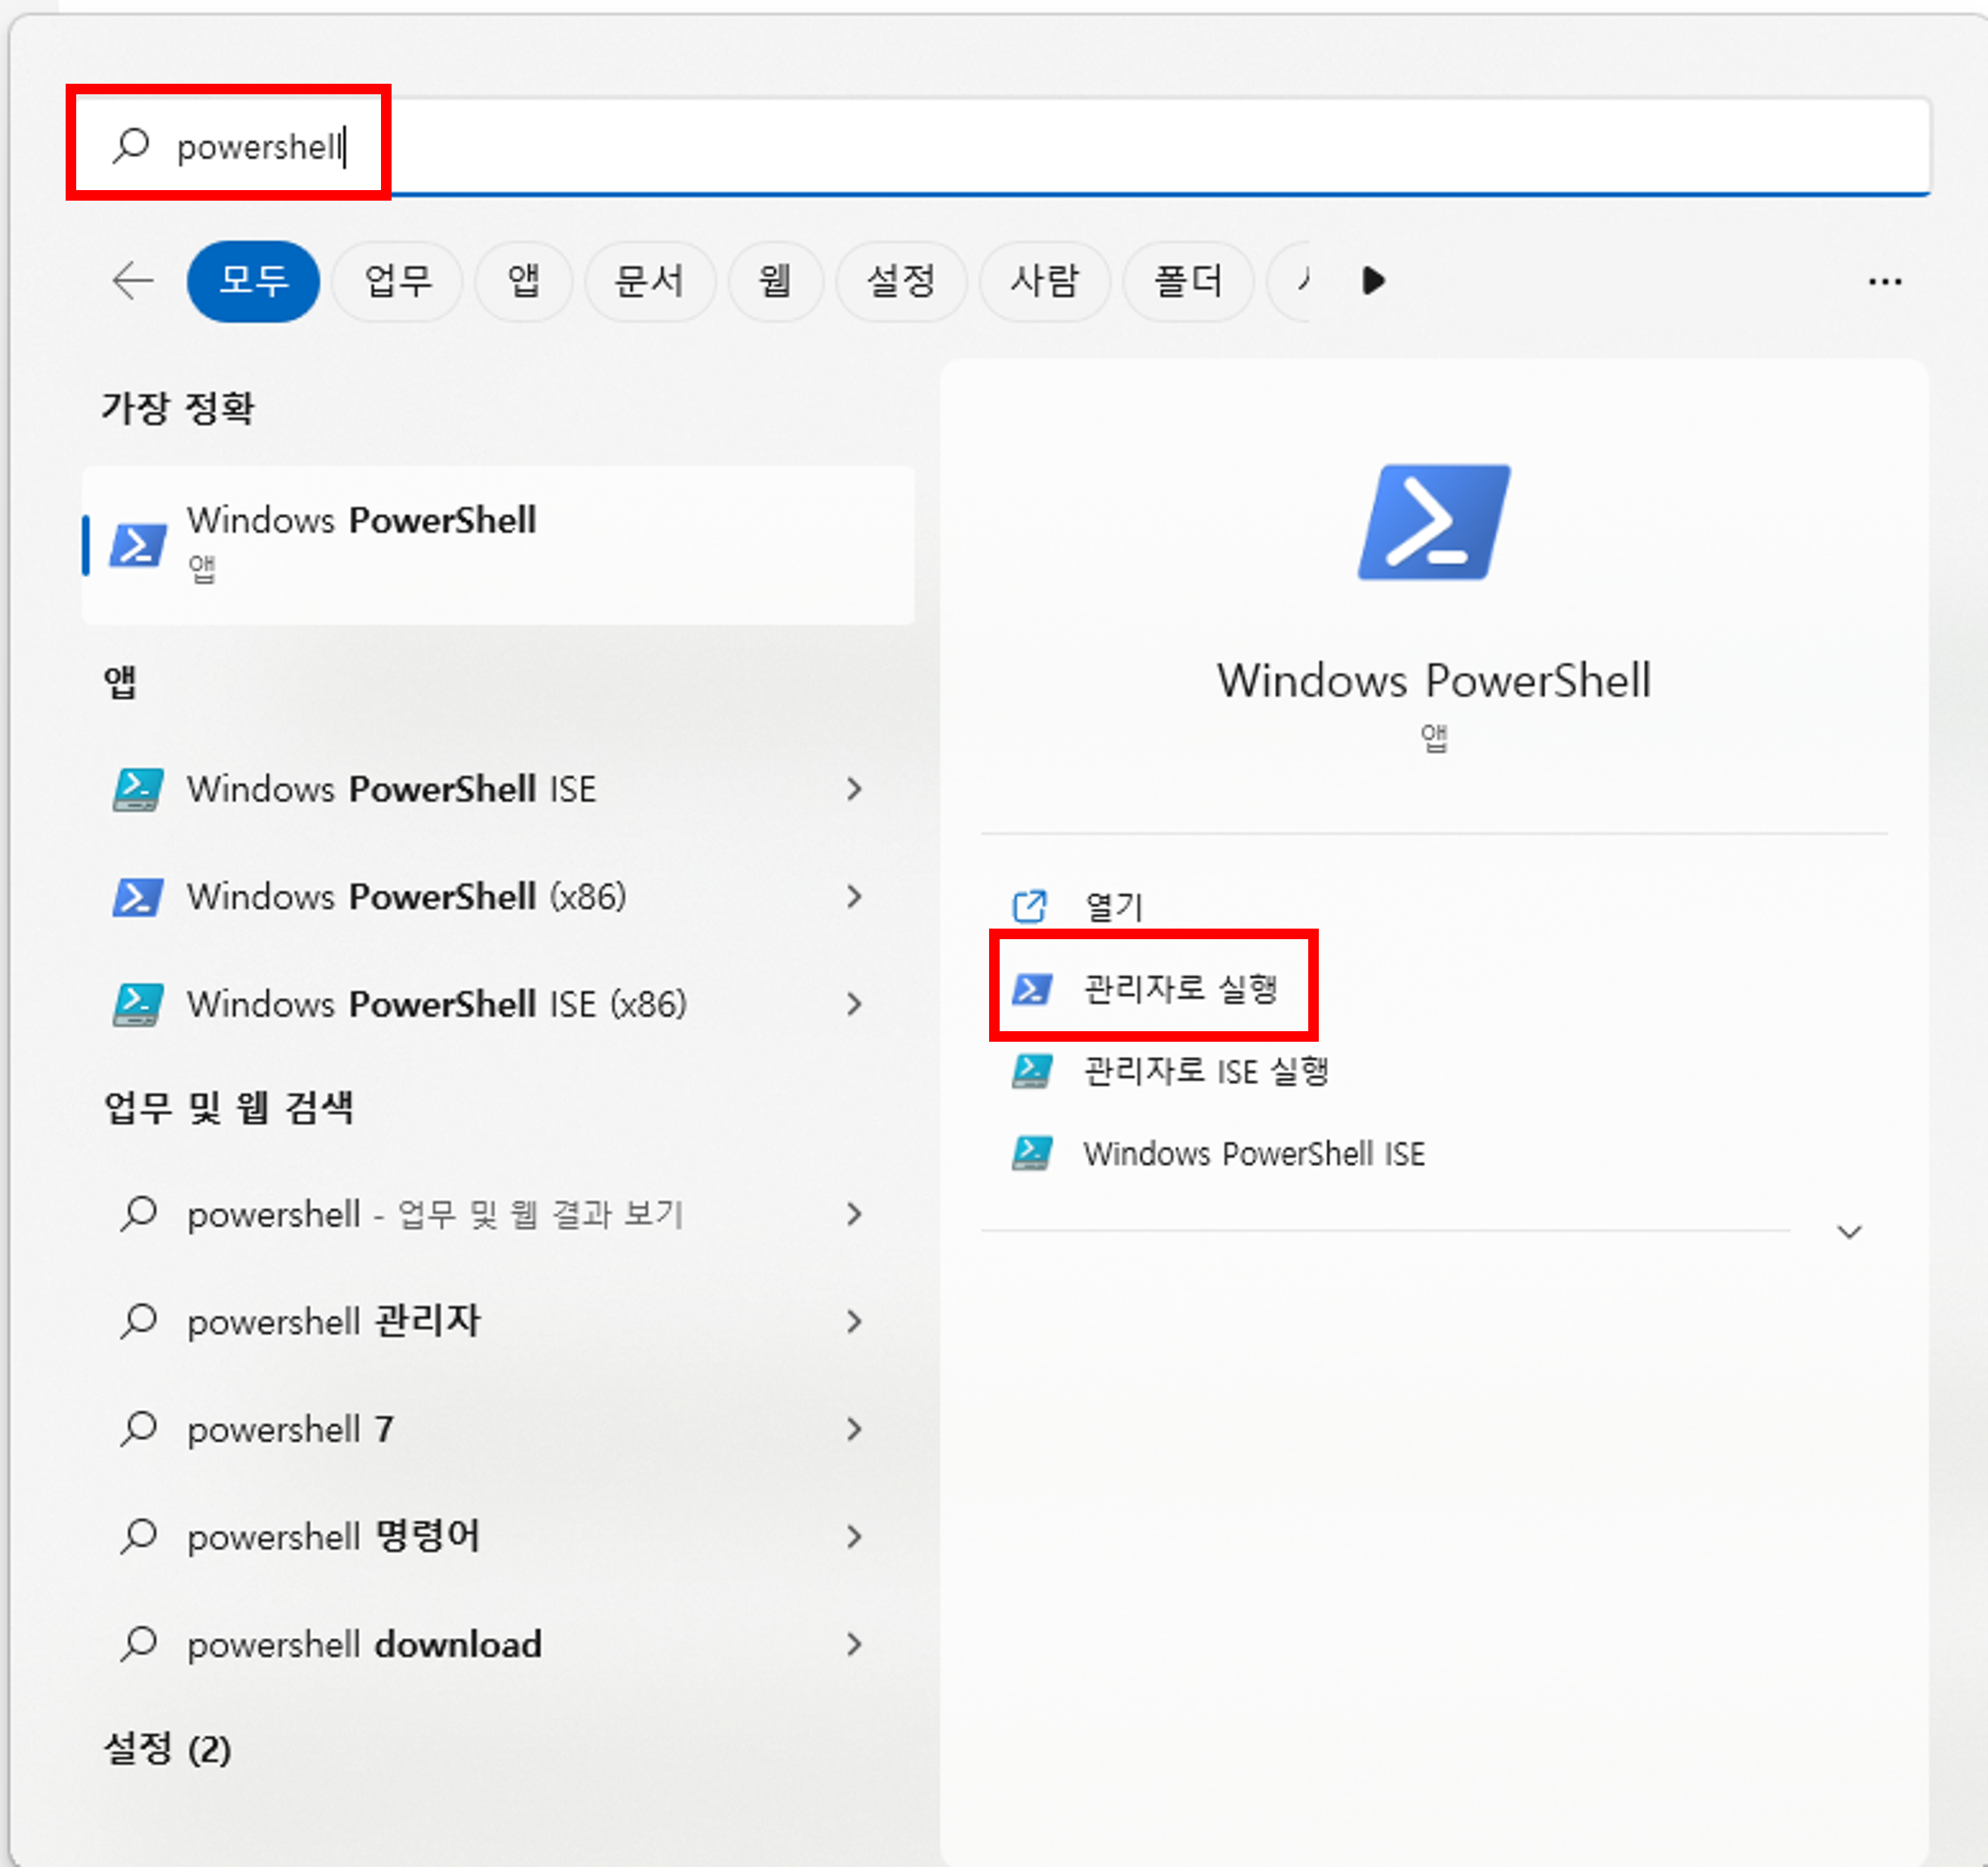 powershell
모두 업무 앱 문서 웹 설정 사람 폴더
가장 정확
Windows PowerShell
앱
앱
Windows PowerShell ISE
Windows PowerShell (x86)
Windows PowerShell ISE (x86)
업무 및 웹 검색
powershell - 업무 및 웹 결과 보기
powershell 관리자
powershell 7
powershell 명령어
powershell download
설정 (2)
Windows PowerShell
앱
열기
관리자로 실행
관리자로 ISE 실행
Windows PowerShell ISE